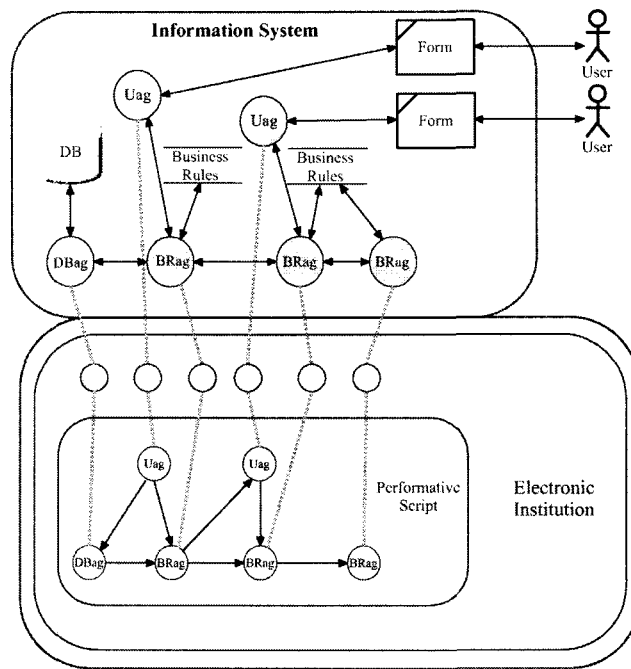 Information System
Form
User
Uag
Form
User
Uag
DB
Business
Rules
Business
Rules
DBag
BRag
BRag
BRag
Uag
Uag
Performative
Script
Electronic
Institution
DBag
BRag
BRag
BRag